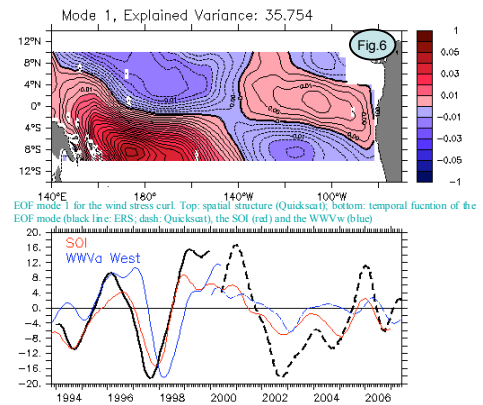 Mode 1, Explained Variance: 35.754
Fig.6
12°N
8°N
4°N
0°
4°S
8°S
12°S
140°E
180°
140°W
100°W
1
0.05
0.03
0.01
-0.01
-0.03
-0.05
-1
EOF mode 1 for the wind stress curl. Top: spatial structure (Quickscat); bottom: temporal fucntion of the
EOF mode (black line: ERS; dash: Quickscat), the SOI (red) and the WWVw (blue)
SOI
WWVa West
20.
16.
12.
8.
4.
0.
-4.
-8.
-12.
-16.
-20.
1994
1996
1998
2000
2002
2004
2006